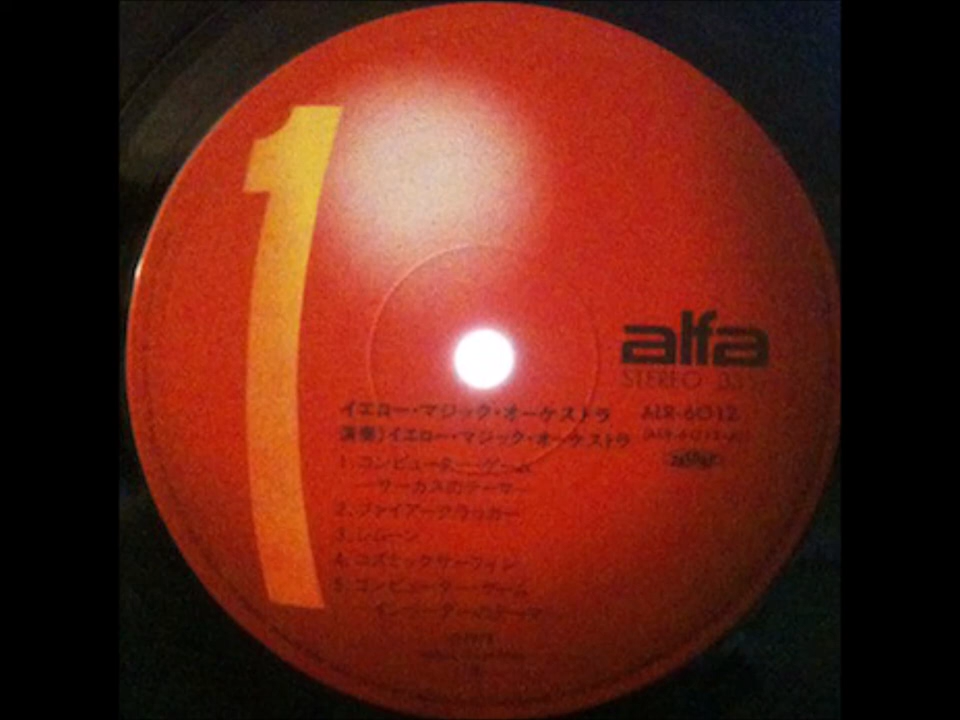 1
alfa
STEREO 33
イエロー・マジック・オーケストラ
ALR-6012
演奏)イエロー・マジック・オーケストラ
1. コンピューター・ゲーム
—サーカスのテーマ—
2. ファイアークラッカー
3. シムーン
4. コズミックサーフィン
5. コンピューター・ゲーム
—インベーダーのテーマ—